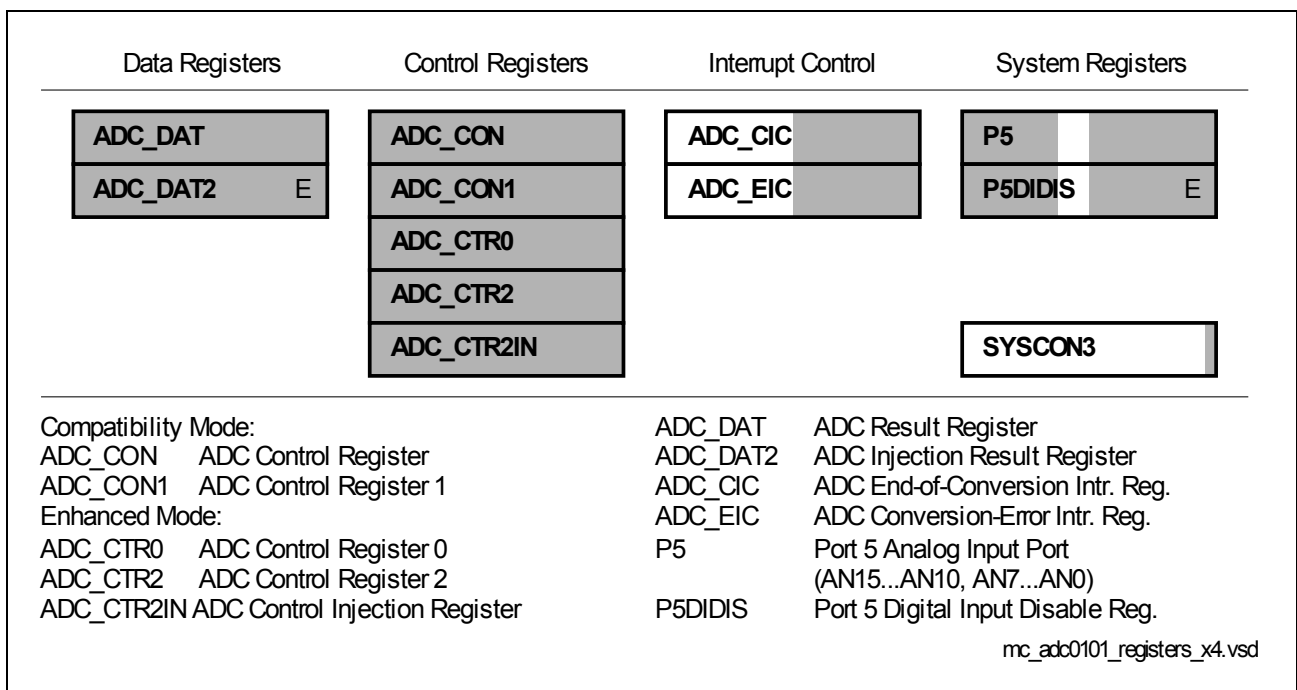 Data Registers Control Registers Interrupt Control System Registers
ADC_DAT ADC_CON ADC_CIC P5
ADC_DAT2 E ADC_CON1 ADC_EIC P5DIDIS E
ADC_CTR0
ADC_CTR2
ADC_CTR2IN SYSCON3
Compatibility Mode: ADC_DAT ADC Result Register
ADC_CON ADC Control Register ADC_DAT2 ADC Injection Result Register
ADC_CON1 ADC Control Register 1 ADC_CIC ADC End-of-Conversion Intr. Reg.
Enhanced Mode: ADC_EIC ADC Conversion-Error Intr. Reg.
ADC_CTR0 ADC Control Register 0 P5 Port 5 Analog Input Port
ADC_CTR2 ADC Control Register 2 (AN15...AN10, AN7...AN0)
ADC_CTR2IN ADC Control Injection Register P5DIDIS Port 5 Digital Input Disable Reg.
mc_adc0101_registers_x4.vsd